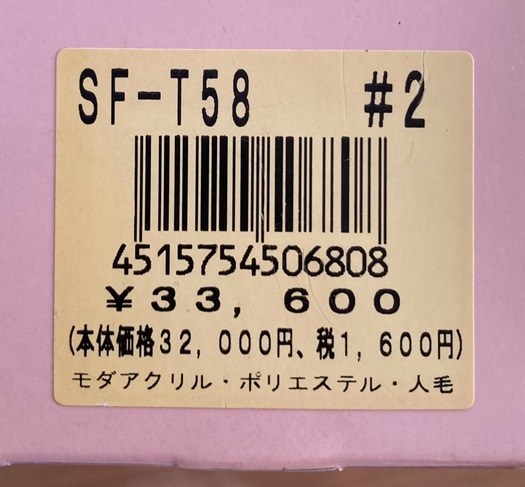 SF-T58 #2
4515754506808
¥33,600
(本体価格32,000円、税1,600円)
モダアクリル・ポリエステル・人毛